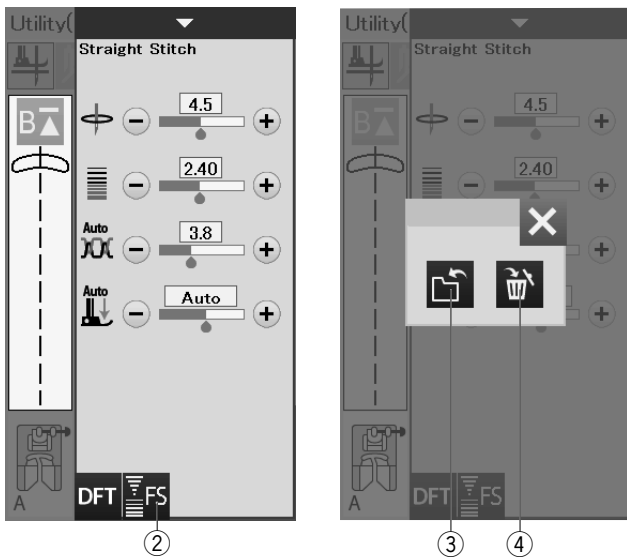 Utility(
Straight Stitch
B
4.5
2.40
Auto
3.8
Auto
Auto
A
DFT
FS
②
Utility(
Straight Stitch
B
4.5
2.40
A
DFT
FS
③
④